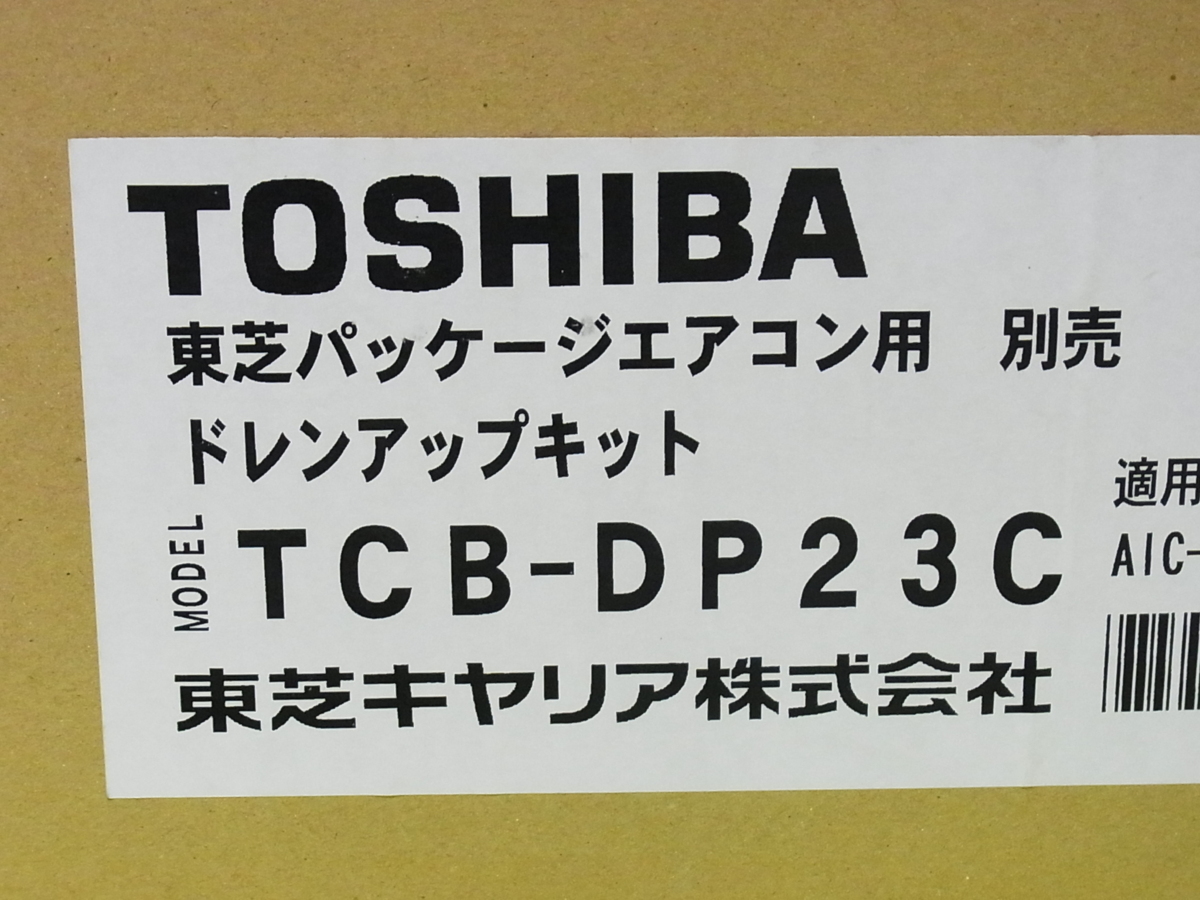 TOSHIBA
東芝パッケージエアコン用　別売
ドレンアップキット
MODEL TCB-DP23C
東芝キヤリア株式会社
適用
AIC-